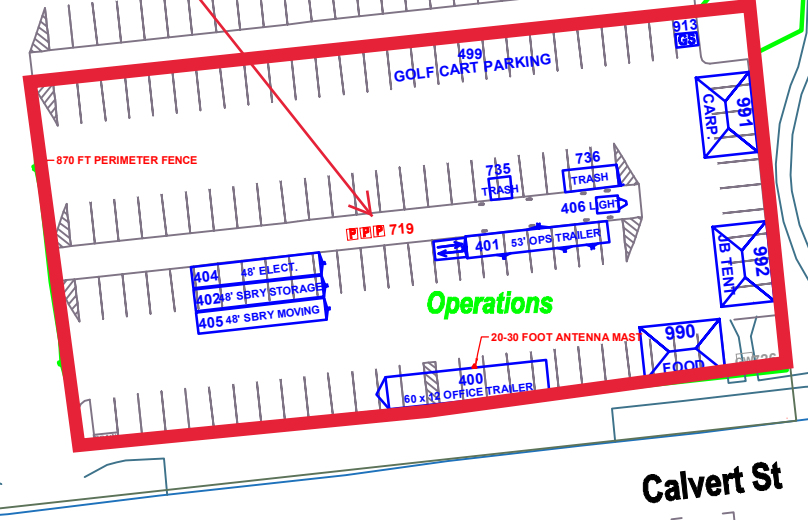 913
GS
499
GOLF CART PARKING
991
CARP.
870 FT PERIMETER FENCE
735
TRASH
736
TRASH
406 LIGHT
PPP 719
401 53' OPS TRAILER
404 48' ELECT.
402 48' SBRY STORAGE
405 48' SBRY MOVING
992
JB TENT
Operations
20-30 FOOT ANTENNA MAST
990
FOOD
400
60 x 12 OFFICE TRAILER
Calvert St